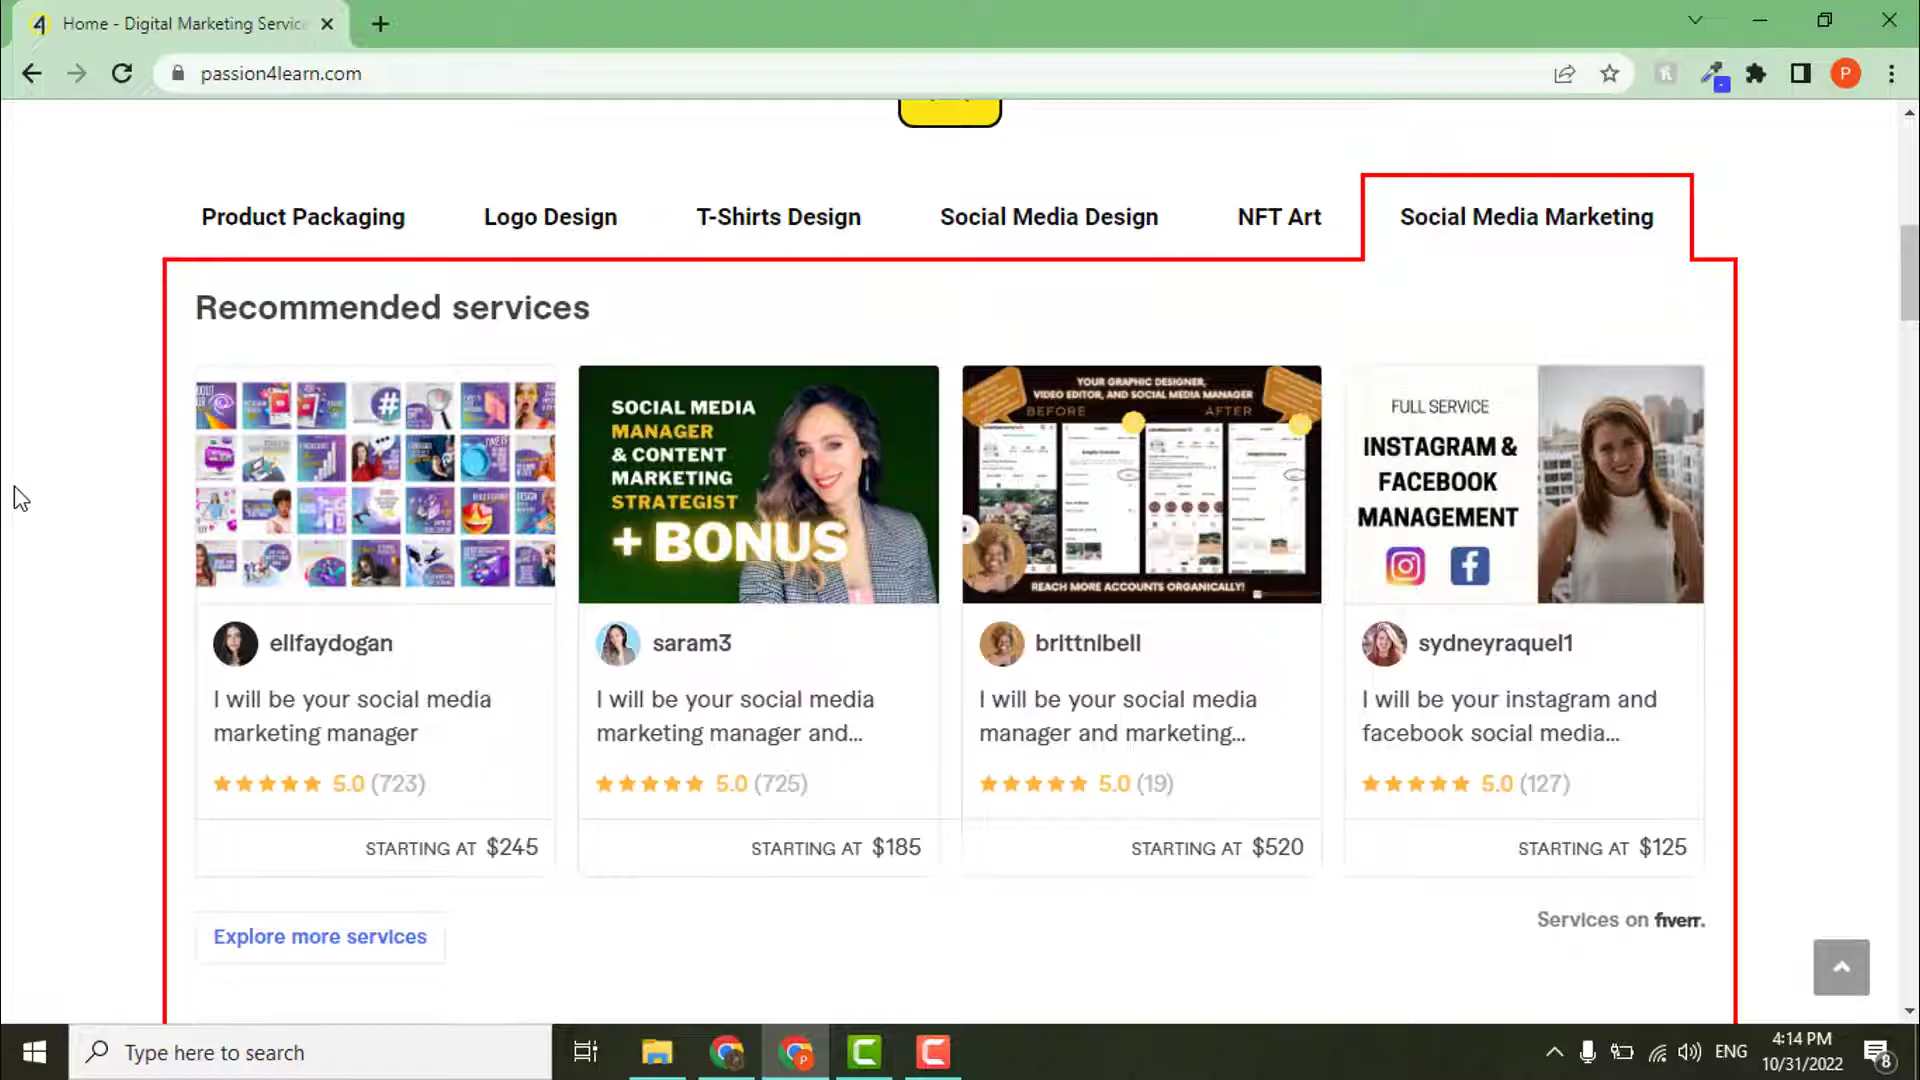 Home - Digital Marketing Service
passion4learn.com
P
Product Packaging
Logo Design
T-Shirts Design
Social Media Design
NFT Art
Social Media Marketing
Recommended services
SOCIAL MEDIA
MANAGER
& CONTENT
MARKETING
STRATEGIST
+ BONUS
YOUR GRAPHIC DESIGNER,
VIDEO EDITOR, AND SOCIAL MEDIA MANAGER
BEFORE
AFTER
REACH MORE ACCOUNTS ORGANICALLY!
FULL SERVICE
INSTAGRAM &
FACEBOOK
MANAGEMENT
ellfaydogan
I will be your social media
marketing manager
5.0 (723)
STARTING AT $245
saram3
I will be your social media
marketing manager and...
5.0 (725)
STARTING AT $185
brittnlbell
I will be your social media
manager and marketing...
5.0 (19)
STARTING AT $520
sydneyraquel1
I will be your instagram and
facebook social media...
5.0 (127)
STARTING AT $125
Explore more services
Services on fiverr.
Type here to search
ENG
4:14 PM
10/31/2022
8